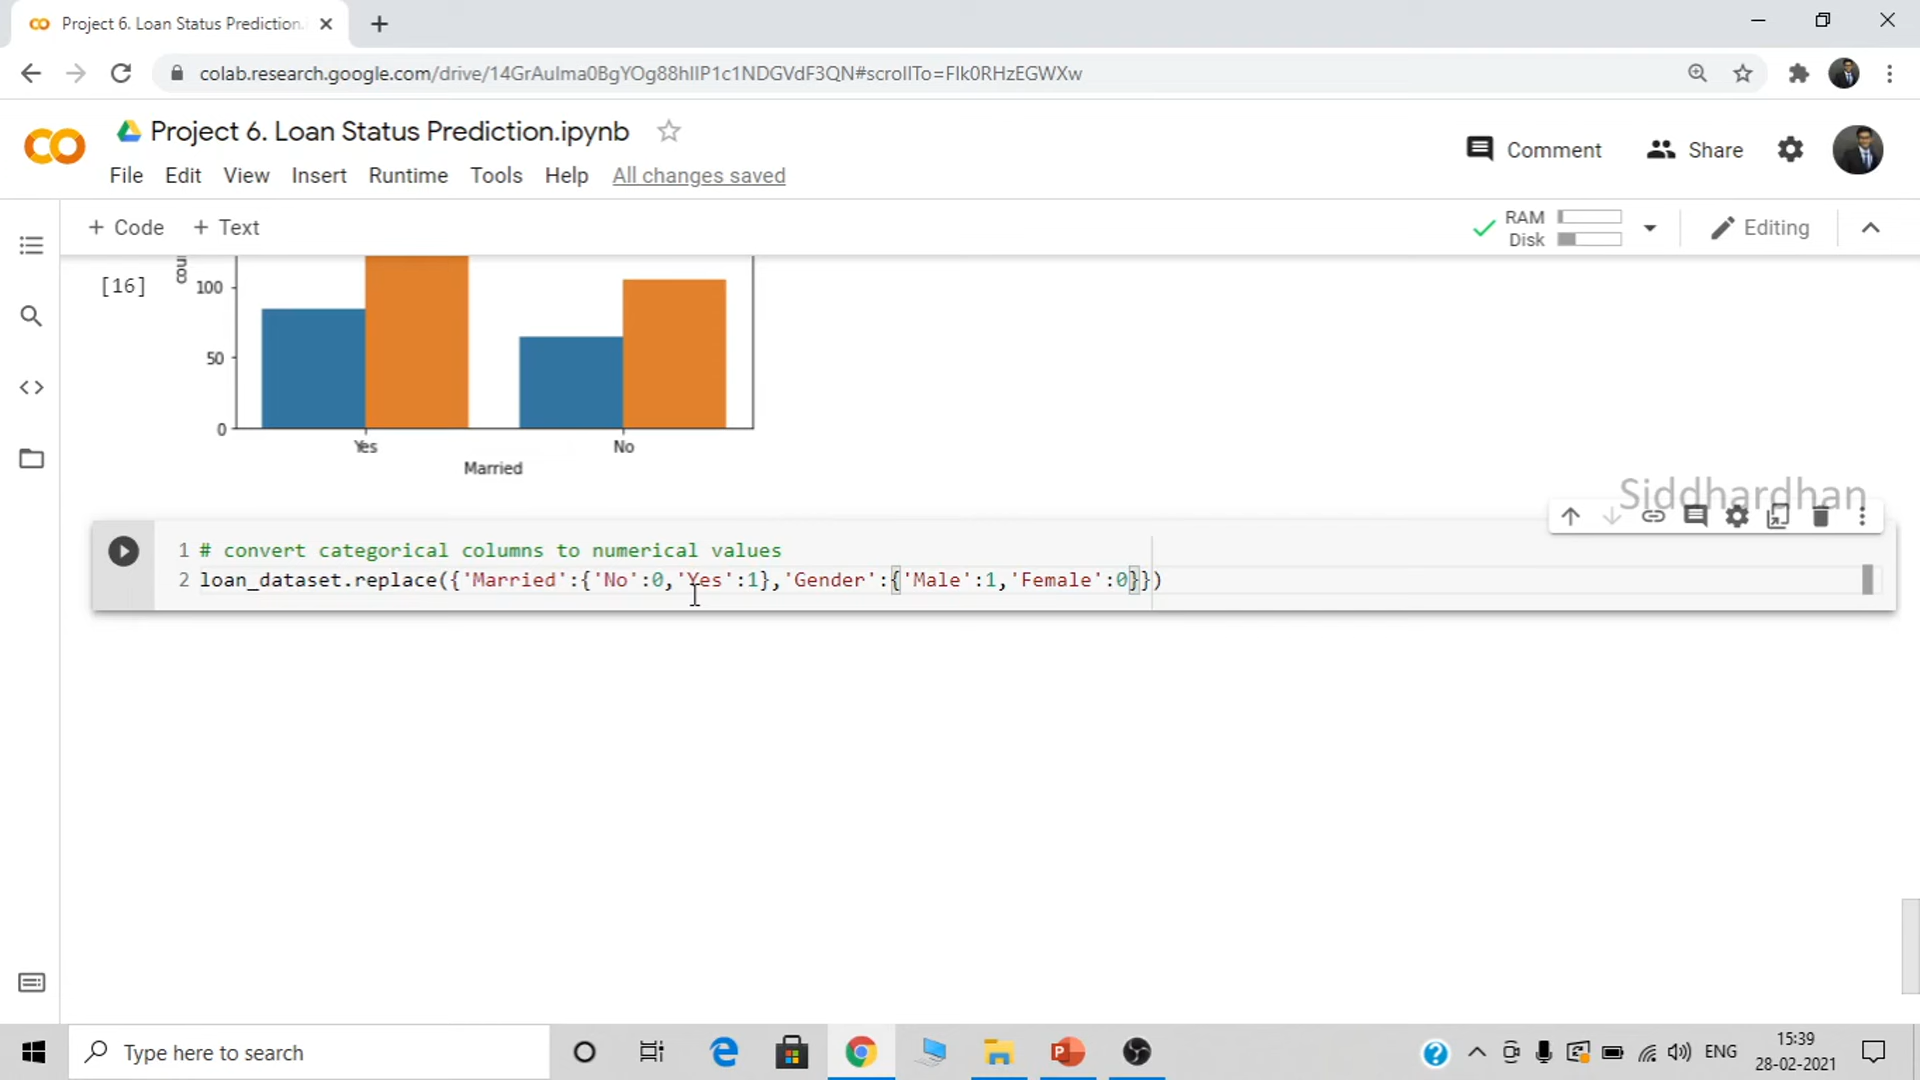 Project 6. Loan Status Prediction.
colab.research.google.com/drive/14GrAulma0BgYOg88hlIP1c1NDGVdF3QN#scrollTo=FIk0RHzEGWXw
Project 6. Loan Status Prediction.ipynb
Comment
Share
File Edit View Insert Runtime Tools Help All changes saved
+ Code + Text
RAM
Disk
Editing
[16]
cou
100
50
0
Yes No
Married
Siddhardhan
1 # convert categorical columns to numerical values
2 loan_dataset.replace({'Married':{'No':0,'Yes':1},'Gender':{'Male':1,'Female':0}})
Type here to search
ENG
15:39
28-02-2021